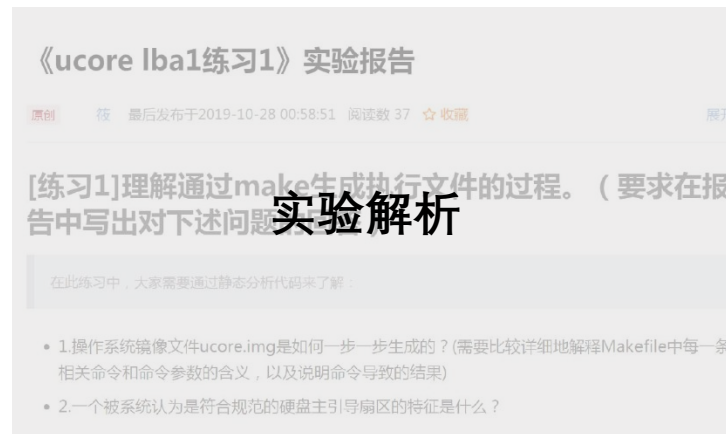 《ucore lba1练习1》实验报告
原创 筱 最后发布于2019-10-28 00:58:51 阅读数 37 ☆ 收藏 展开
[练习1]理解通过make生成执行文件的过程。（要求在报
告中写出对下述问题
实验解析
在此练习中，大家需要通过静态分析代码来了解：
• 1.操作系统镜像文件ucore.img是如何一步一步生成的？(需要比较详细地解释Makefile中每一条
相关命令和命令参数的含义，以及说明命令导致的结果)
• 2.一个被系统认为是符合规范的硬盘主引导扇区的特征是什么？